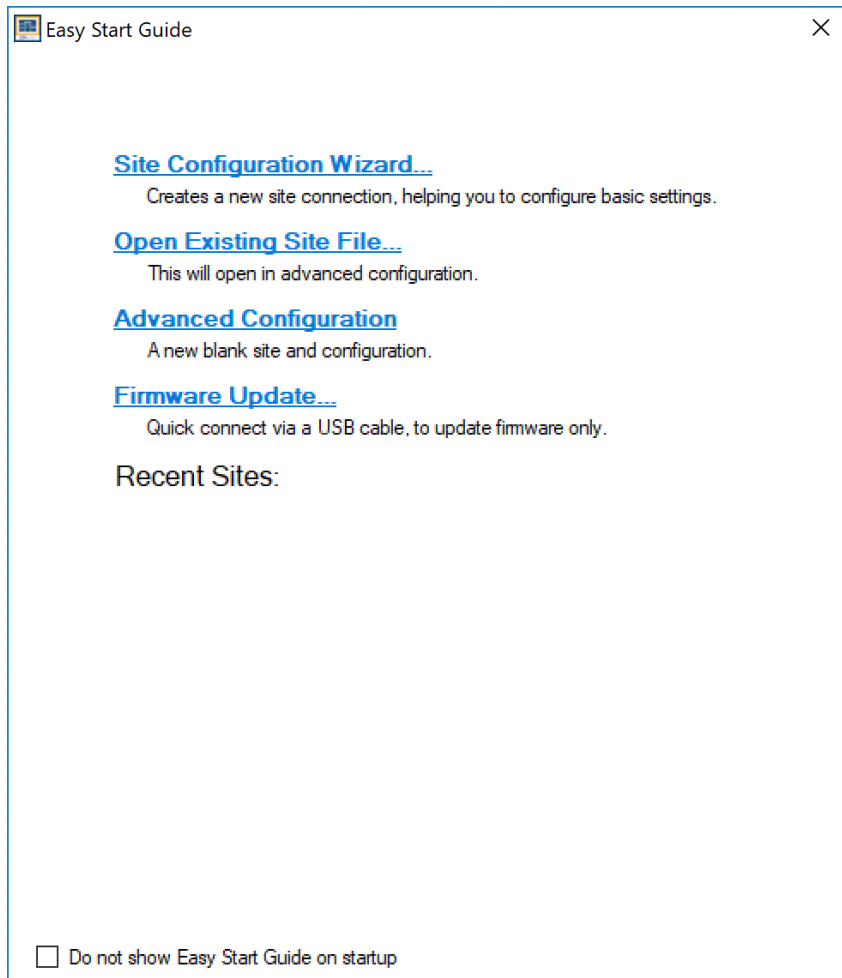 Easy Start Guide
Site Configuration Wizard...
Creates a new site connection, helping you to configure basic settings.
Open Existing Site File...
This will open in advanced configuration.
Advanced Configuration
A new blank site and configuration.
Firmware Update...
Quick connect via a USB cable, to update firmware only.
Recent Sites:
Do not show Easy Start Guide on startup